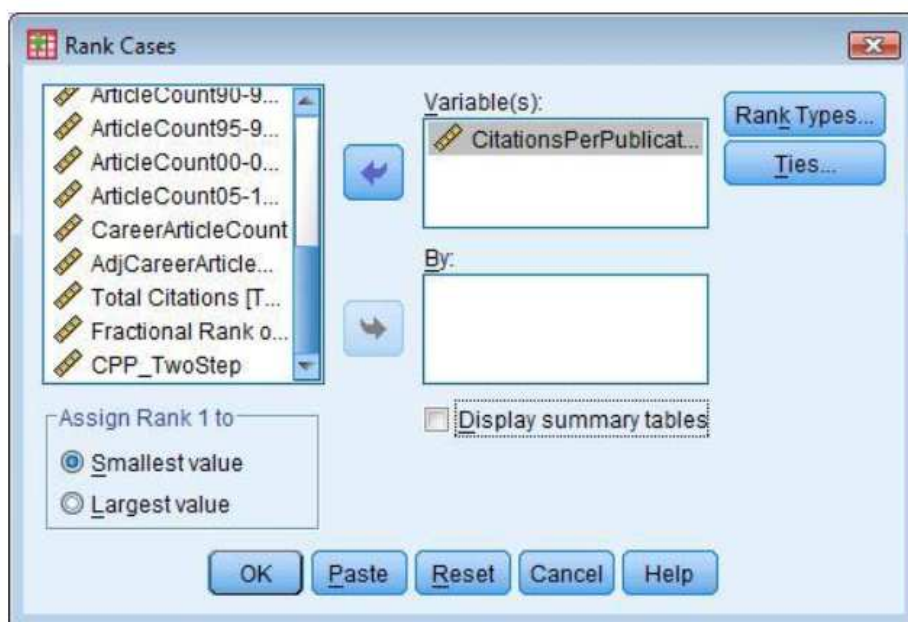 Rank Cases
ArticleCount90-9...
ArticleCount95-9...
ArticleCount00-0...
ArticleCount05-1...
CareerArticleCount
AdjCareerArticle...
Total Citations [T...
Fractional Rank o...
CPP_TwoStep
Variable(s):
CitationsPerPublicat...
By:
Display summary tables
Rank Types...
Ties...
Assign Rank 1 to
Smallest value
Largest value
OK Paste Reset Cancel Help